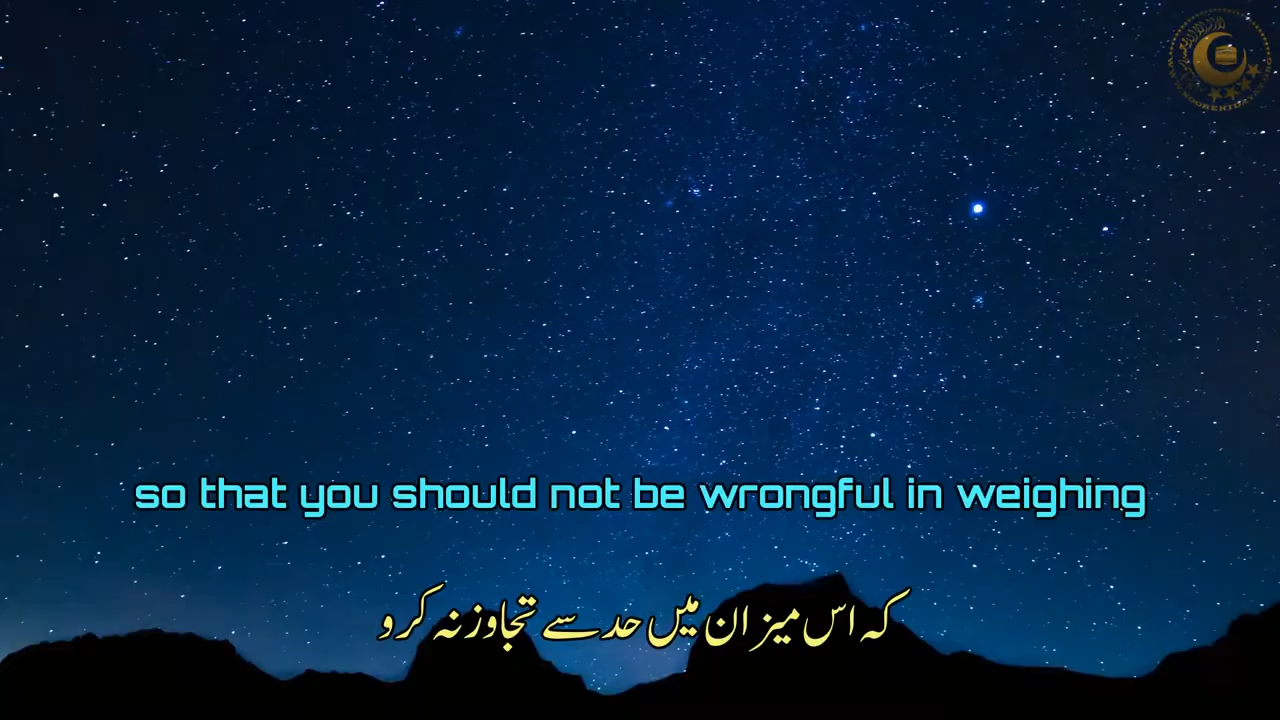 so that you should not be wrongful in weighing
کہ اس میزان میں حد سے تجاوز نہ کرو